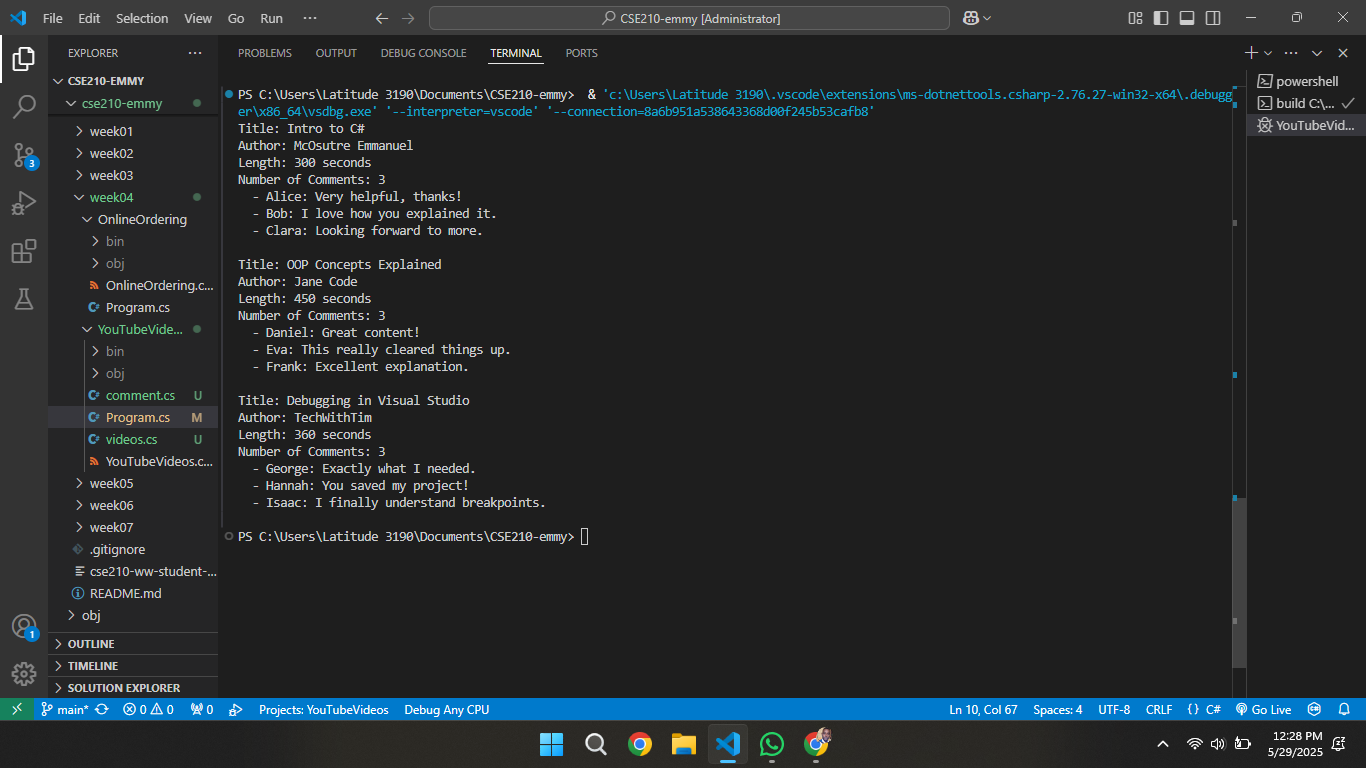 File Edit Selection View Go Run ···
CSE210-emmy [Administrator]
EXPLORER ···
CSE210-EMMY
cse210-emmy
week01
week02
week03
week04
OnlineOrdering
bin
obj
OnlineOrdering.c...
Program.cs
YouTubeVide...
bin
obj
comment.cs U
Program.cs M
videos.cs U
YouTubeVideos.c...
week05
week06
week07
.gitignore
cse210-ww-student-...
README.md
obj
OUTLINE
TIMELINE
SOLUTION EXPLORER
3
1
PROBLEMS OUTPUT DEBUG CONSOLE TERMINAL PORTS
PS C:\Users\Latitude 3190\Documents\CSE210-emmy>  & 'c:\Users\Latitude 3190\.vscode\extensions\ms-dotnettools.csharp-2.76.27-win32-x64\.debugg
er\x86_64\vsdbg.exe' '--interpreter=vscode' '--connection=8a6b951a538643368d00f245b53cafb8'
Title: Intro to C#
Author: McOsutre Emmanuel
Length: 300 seconds
Number of Comments: 3
- Alice: Very helpful, thanks!
- Bob: I love how you explained it.
- Clara: Looking forward to more.
Title: OOP Concepts Explained
Author: Jane Code
Length: 450 seconds
Number of Comments: 3
- Daniel: Great content!
- Eva: This really cleared things up.
- Frank: Excellent explanation.
Title: Debugging in Visual Studio
Author: TechWithTim
Length: 360 seconds
Number of Comments: 3
- George: Exactly what I needed.
- Hannah: You saved my project!
- Isaac: I finally understand breakpoints.
PS C:\Users\Latitude 3190\Documents\CSE210-emmy>
powershell
build C:\...
YouTubeVid...
main* 0 0 0 Projects: YouTubeVideos Debug Any CPU Ln 10, Col 67 Spaces: 4 UTF-8 CRLF {} C# Go Live
12:28 PM
5/29/2025